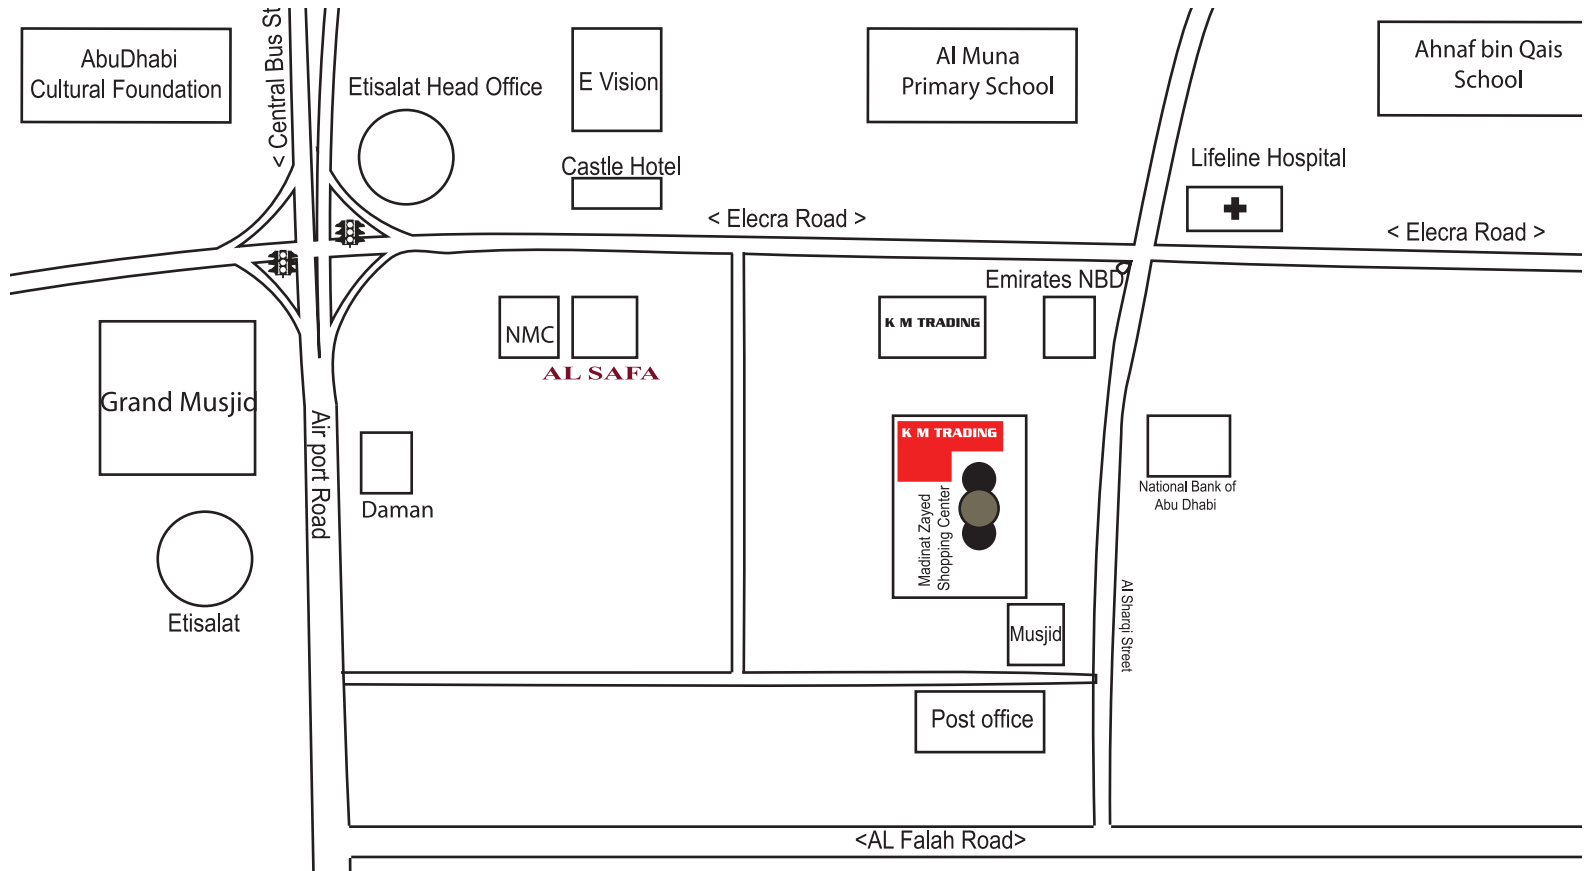 AbuDhabi
Cultural Foundation
< Central Bus St
Etisalat Head Office
E Vision
Al Muna
Primary School
Ahnaf bin Qais
School
Castle Hotel
Lifeline Hospital
< Elecra Road >
< Elecra Road >
Emirates NBD
NMC
AL SAFA
K M TRADING
Grand Musjid
Air port Road
Daman
K M TRADING
Madinat Zayed
Shopping Center
National Bank of
Abu Dhabi
Etisalat
Al Sharqi Street
Musjid
Post office
<AL Falah Road>